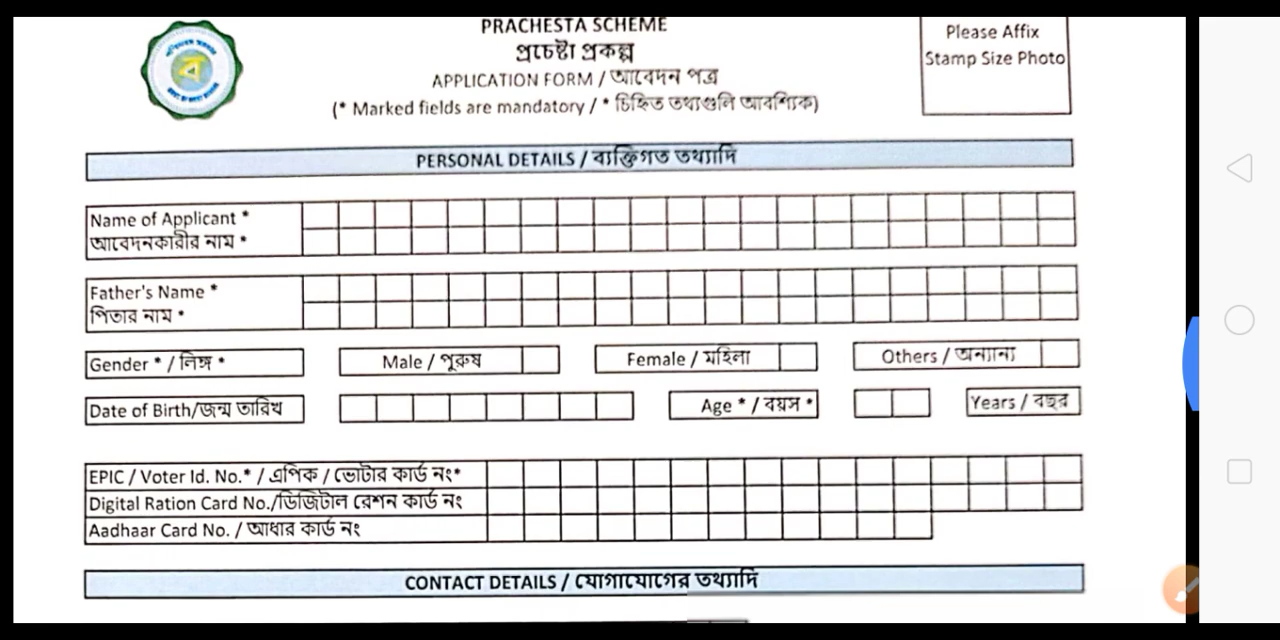 PRACHESTA SCHEME
প্রচেষ্টা প্রকল্প
APPLICATION FORM / আবেদন পত্র
(* Marked fields are mandatory / * চিহ্নিত তথ্যগুলি আবশ্যিক)
Please Affix
Stamp Size Photo
PERSONAL DETAILS / ব্যক্তিগত তথ্যাদি
Name of Applicant *
আবেদনকারীর নাম *
Father's Name *
পিতার নাম *
Gender * / লিঙ্গ * Male / পুরুষ Female / মহিলা Others / অন্যান্য
Date of Birth/জন্ম তারিখ Age * / বয়স * Years / বছর
EPIC / Voter Id. No.* / এপিক / ভোটার কার্ড নং*
Digital Ration Card No./ডিজিটাল রেশন কার্ড নং
Aadhaar Card No. / আধার কার্ড নং
CONTACT DETAILS / যোগাযোগের তথ্যাদি